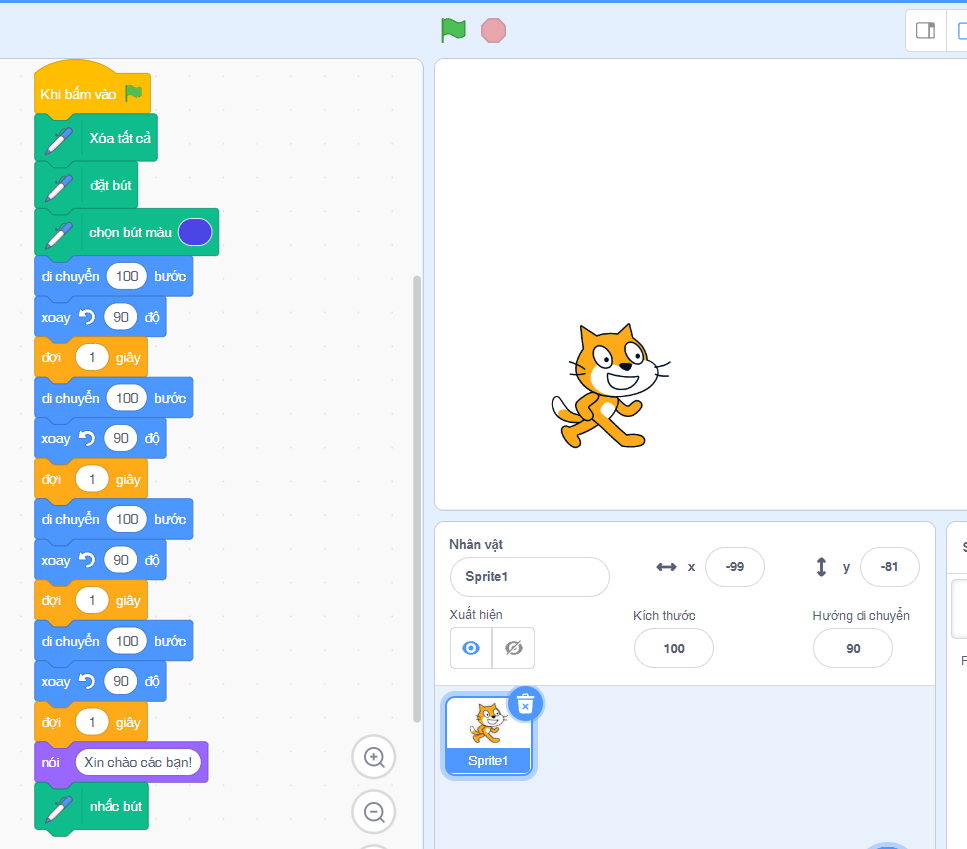 Khi bấm vào
Xóa tất cả
đặt bút
chọn bút màu
di chuyển 100 bước
xoay 90 độ
đợi 1 giây
di chuyển 100 bước
xoay 90 độ
đợi 1 giây
di chuyển 100 bước
xoay 90 độ
đợi 1 giây
di chuyển 100 bước
xoay 90 độ
đợi 1 giây
nói Xin chào các bạn!
nhấc bút
Nhân vật
Sprite1 x -99 y -81
Xuất hiện Kích thước Hướng di chuyển
100 90
Sprite1